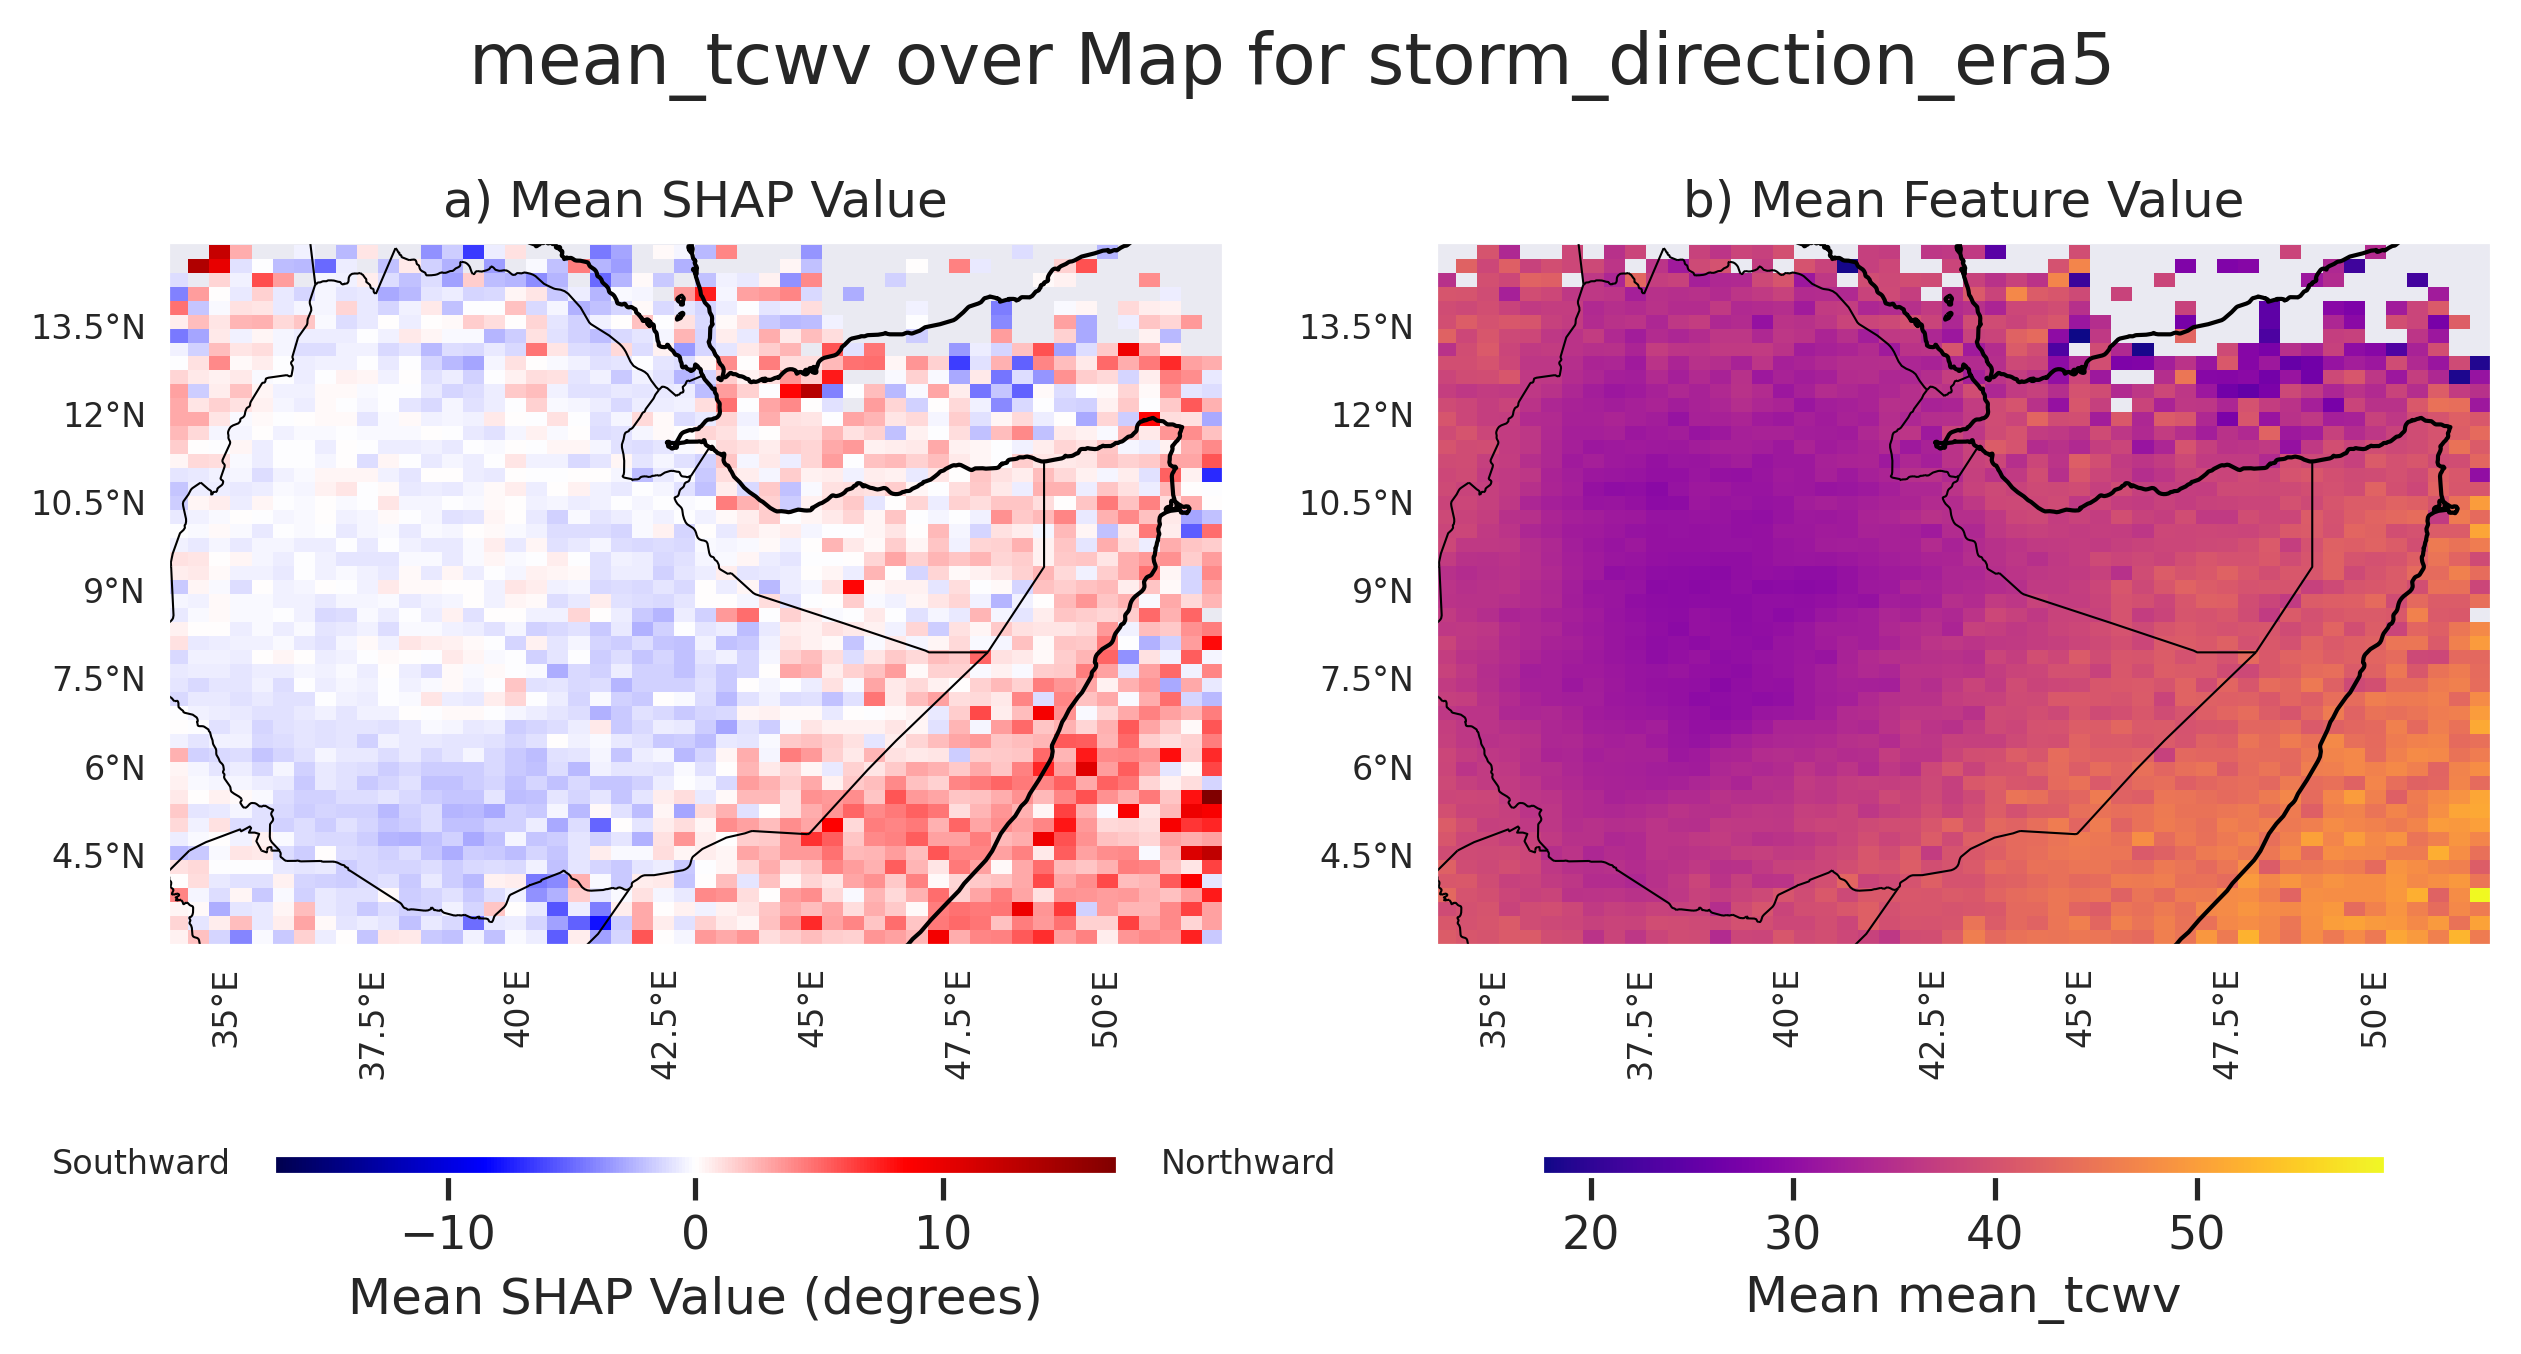 mean_tcwv over Map for storm_direction_era5
a) Mean SHAP Value
13.5°N
12°N
10.5°N
9°N
7.5°N
6°N
4.5°N
35°E
37.5°E
40°E
42.5°E
45°E
47.5°E
50°E
Southward
Northward
−10
0
10
Mean SHAP Value (degrees)
b) Mean Feature Value
13.5°N
12°N
10.5°N
9°N
7.5°N
6°N
4.5°N
35°E
37.5°E
40°E
42.5°E
45°E
47.5°E
50°E
20
30
40
50
Mean mean_tcwv